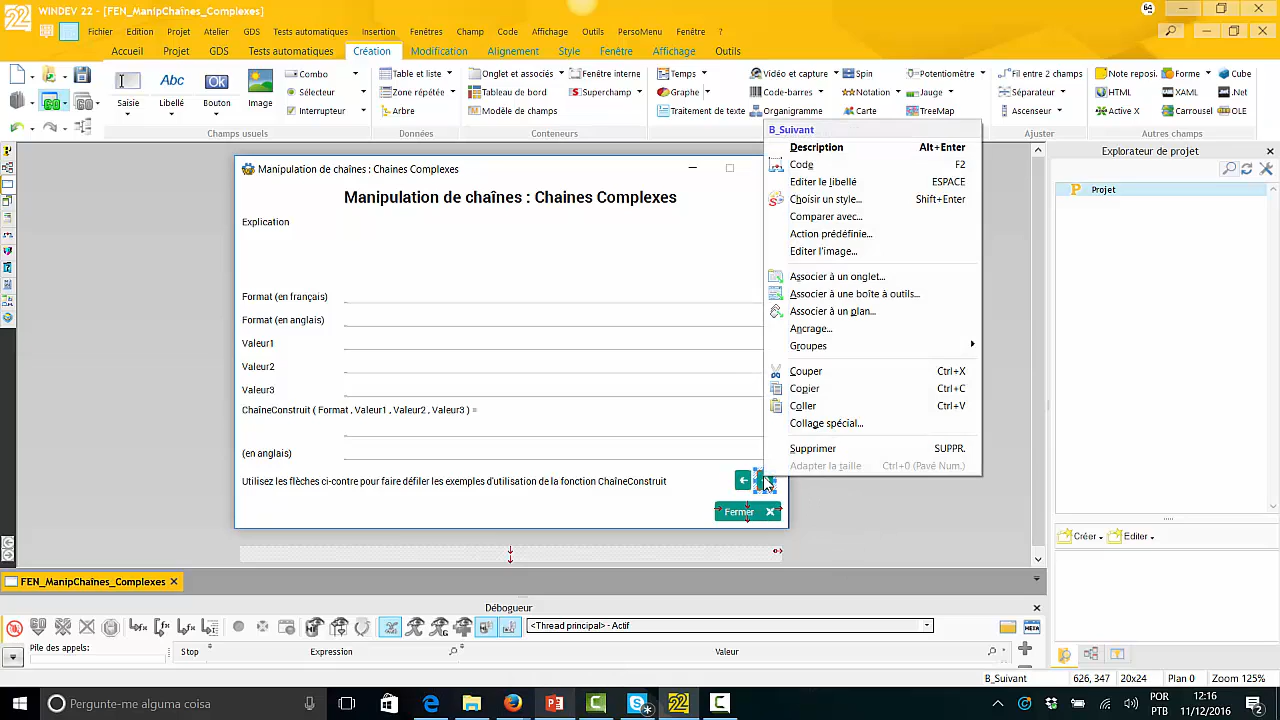 22 WINDEV 22 - [FEN_ManipChaînes_Complexes] 64
Fichier Edition Projet Atelier GDS Tests automatiques Insertion Fenêtres Champ Code Affichage Outils PersoMenu Fenêtre ?
Accueil Projet GDS Tests automatiques Création Modification Alignement Style Fenêtre Affichage Outils
Saisie Libellé Bouton Image
Abc Ok
Combo Sélecteur Interrupteur
Champs usuels
Table et liste Zone répétée Arbre
Données
Onglet et associés Fenêtre interne
Tableau de bord Superchamp
Modèle de champs
Conteneurs
Temps Vidéo et capture Spin Potentiomètre
Graphe Code-barres Notation Jauge
Traitement de texte Organigramme Carte TreeMap
Fil entre 2 champs
Séparateur
Ascenseur
Ajuster
Note reposi. Forme Cube
HTML XAML .Net
Active X Carrousel OLE
Autres champs
Manipulation de chaînes : Chaines Complexes
Manipulation de chaînes : Chaines Complexes
Explication
Format (en français)
Format (en anglais)
Valeur1
Valeur2
Valeur3
ChaîneConstruit ( Format , Valeur1 , Valeur2 , Valeur3 ) =
(en anglais)
Utilisez les flèches ci-contre pour faire défiler les exemples d'utilisation de la fonction ChaîneConstruit
Fermer
B_Suivant
Description Alt+Enter
Code F2
Editer le libellé ESPACE
Choisir un style... Shift+Enter
Comparer avec...
Action prédéfinie...
Editer l'image...
Associer à un onglet...
Associer à une boîte à outils...
Associer à un plan...
Ancrage...
Groupes
Couper Ctrl+X
Copier Ctrl+C
Coller Ctrl+V
Collage spécial...
Supprimer SUPPR.
Adapter la taille Ctrl+0 (Pavé Num.)
Explorateur de projet
Projet
Créer Editer
FEN_ManipChaînes_Complexes
Débogueur
<Thread principal> - Actif
META
Pile des appels: Stop Expression Valeur
B_Suivant 626, 347 20x24 Plan 0 Zoom 125%
Pergunte-me alguma coisa
22
POR
PTB
12:16
11/12/2016
2